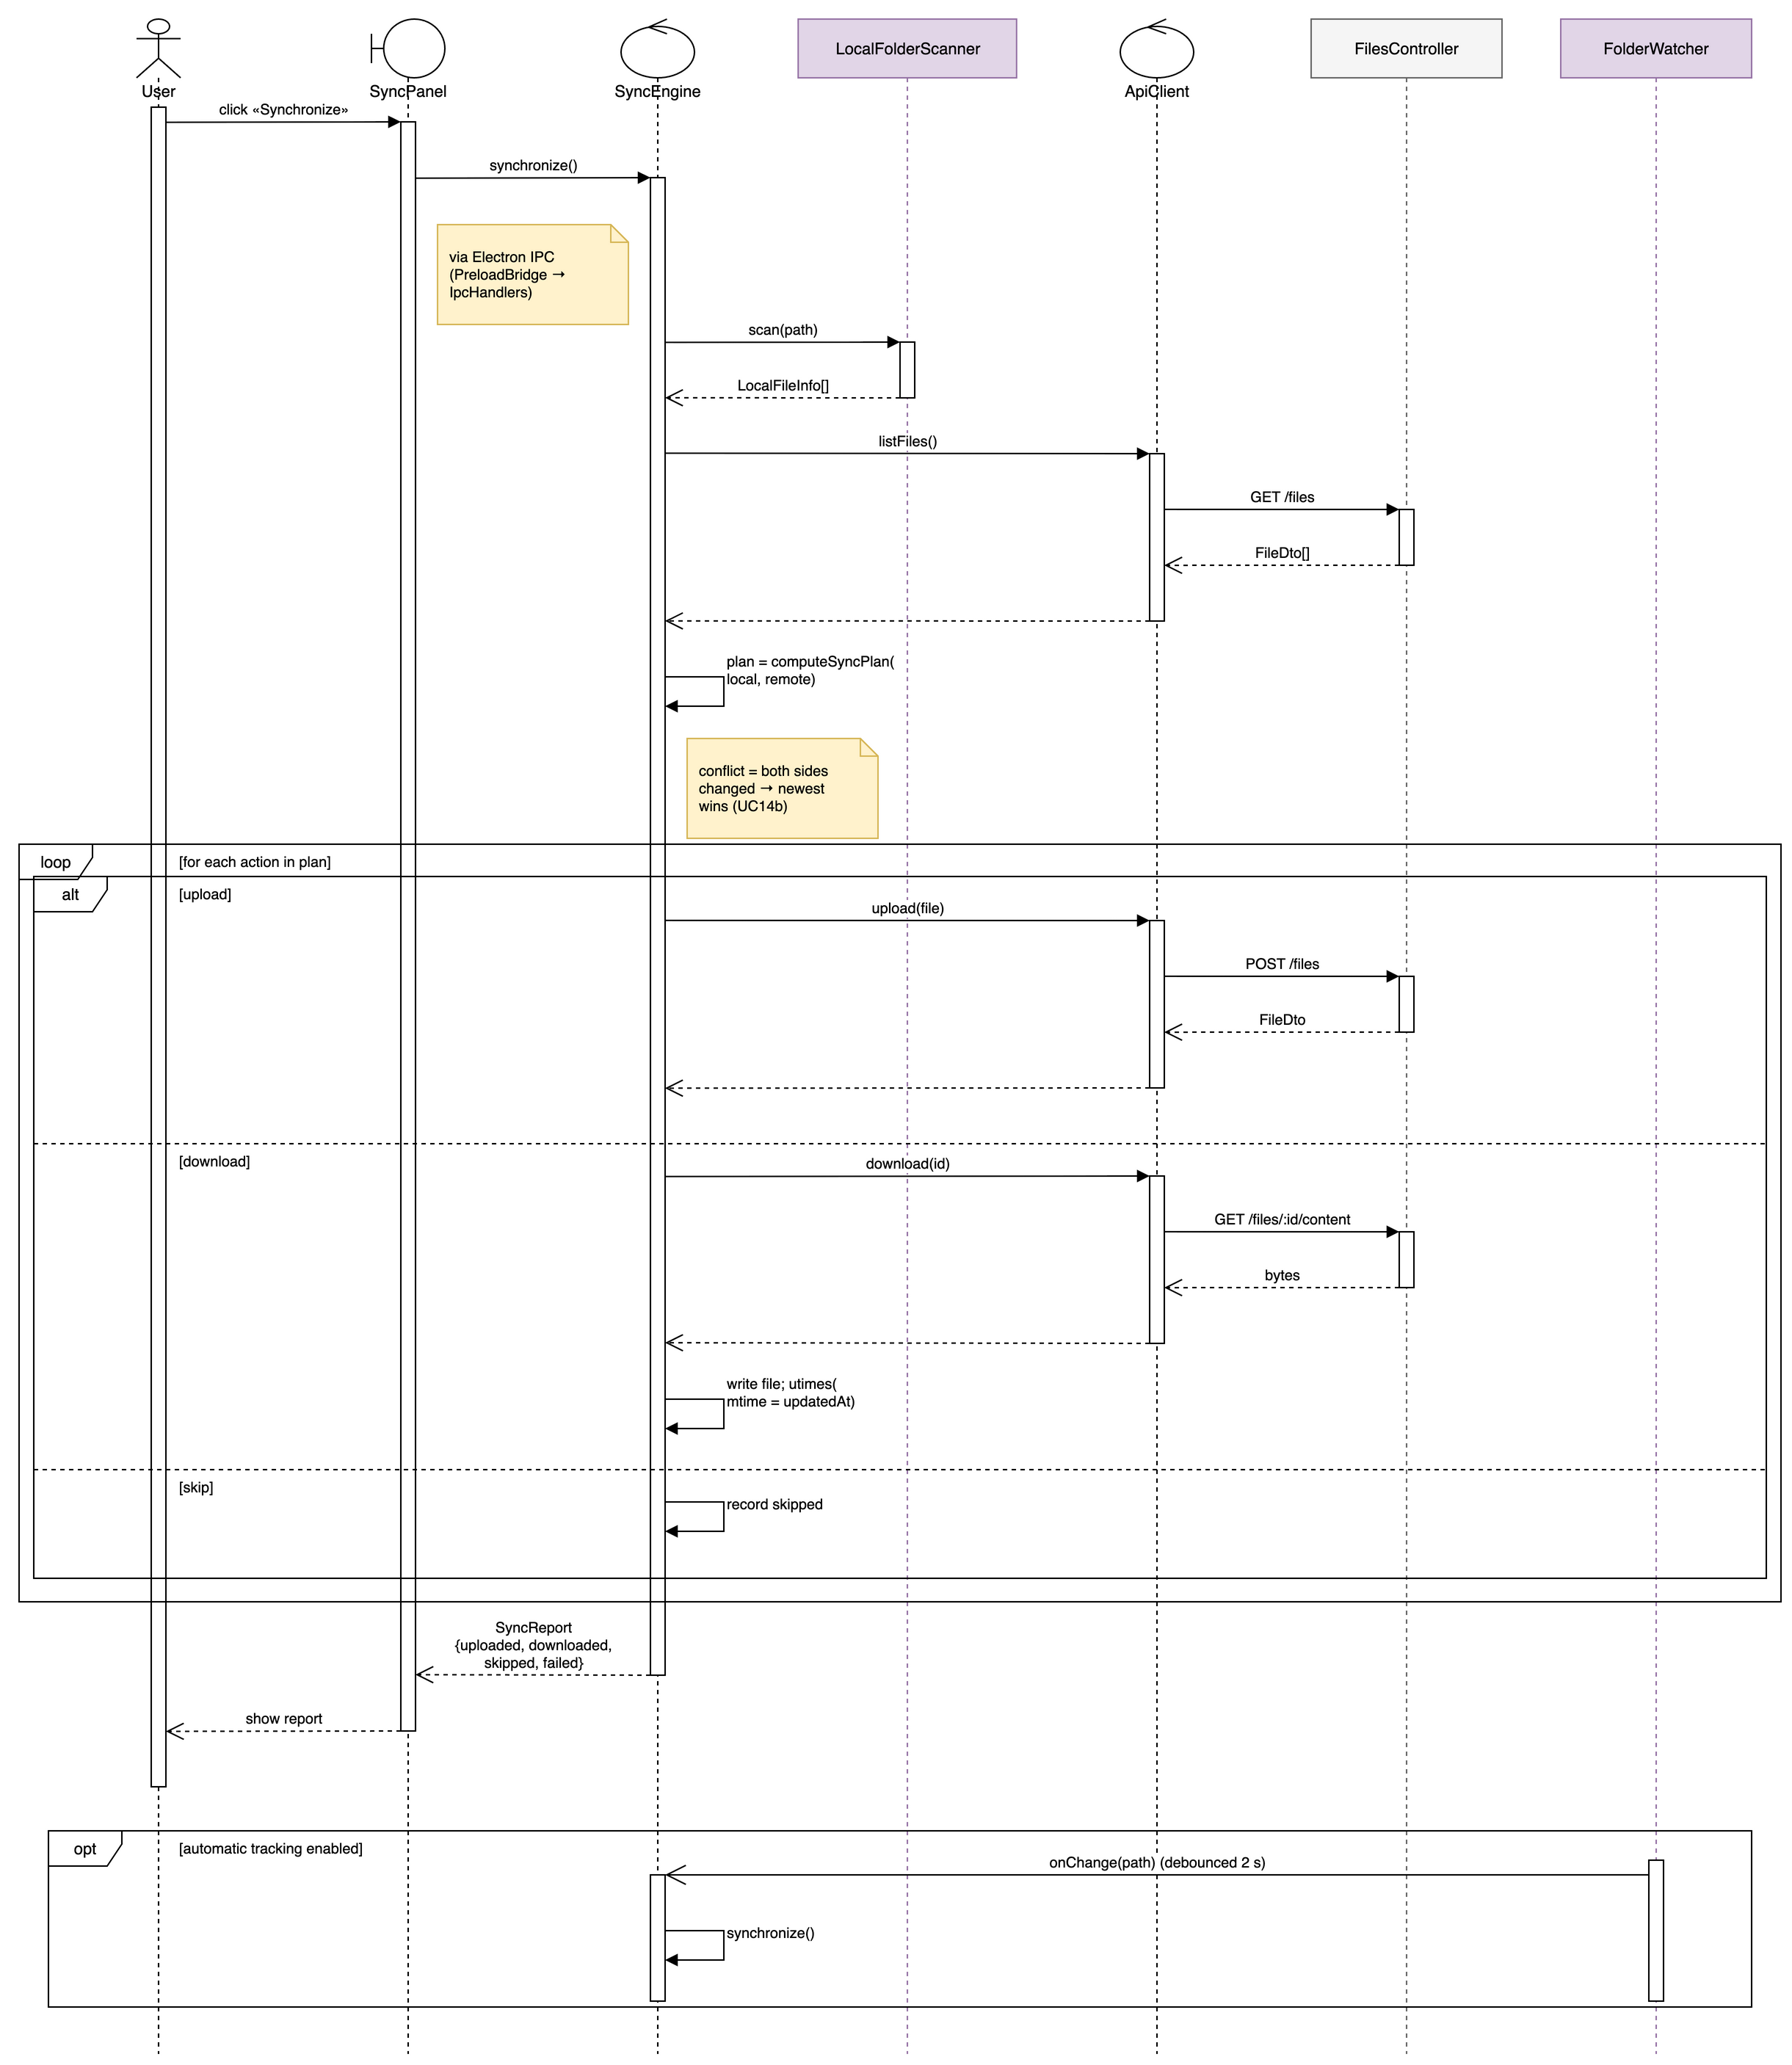 LocalFolderScanner
FilesController
FolderWatcher
User
SyncPanel
SyncEngine
ApiClient
click «Synchronize»
synchronize()
via Electron IPC
(PreloadBridge →
IpcHandlers)
scan(path)
LocalFileInfo[]
listFiles()
GET /files
FileDto[]
plan = computeSyncPlan(
local, remote)
conflict = both sides
changed → newest
wins (UC14b)
loop
[for each action in plan]
alt
[upload]
upload(file)
POST /files
FileDto
[download]
download(id)
GET /files/:id/content
bytes
write file; utimes(
mtime = updatedAt)
[skip]
record skipped
SyncReport
{uploaded, downloaded,
skipped, failed}
show report
opt
[automatic tracking enabled]
onChange(path) (debounced 2 s)
synchronize()